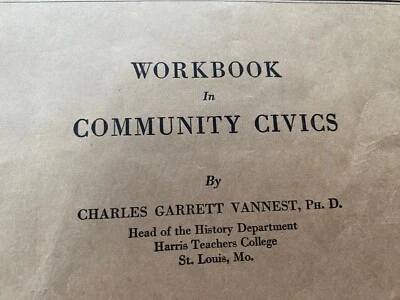 WORKBOOK
In
COMMUNITY CIVICS
By
CHARLES GARRETT VANNEST, PH. D.
Head of the History Department
Harris Teachers College
St. Louis, Mo.